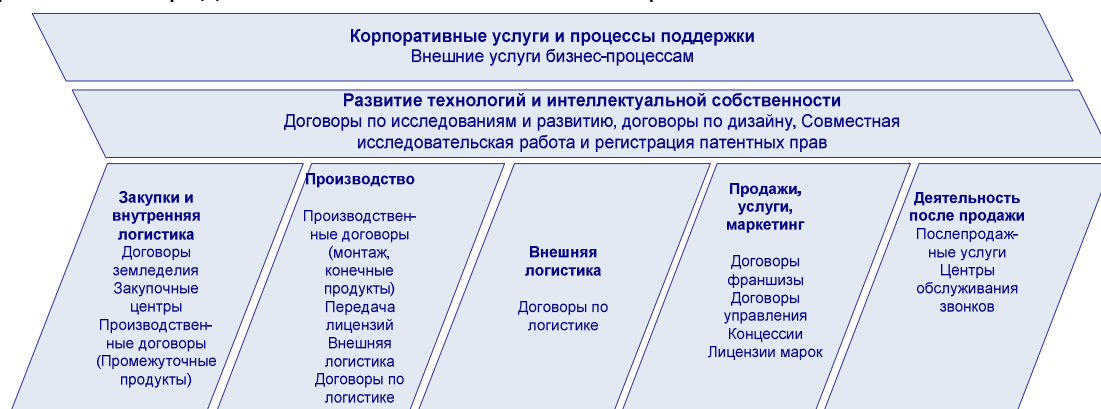 Корпоративные услуги и процессы поддержки
Внешние услуги бизнес-процессам
Развитие технологий и интеллектуальной собственности
Договоры по исследованиям и развитию, договоры по дизайну, Совместная
исследовательская работа и регистрация патентных прав
Закупки и
внутренняя
логистика
Договоры
земледелия
Закупочные
центры
Производствен-
ные договоры
(Промежуточные
продукты)
Производство
Производствен-
ные договоры
(монтаж,
конечные
продукты)
Передача
лицензий
Внешняя
логистика
Договоры по
логистике
Внешняя
логистика
Договоры по
логистике
Продажи,
услуги,
маркетинг
Договоры
франшизы
Договоры
управления
Концессии
Лицензии марок
Деятельность
после продажи
Послепродаж-
ные услуги
Центры
обслуживания
звонков